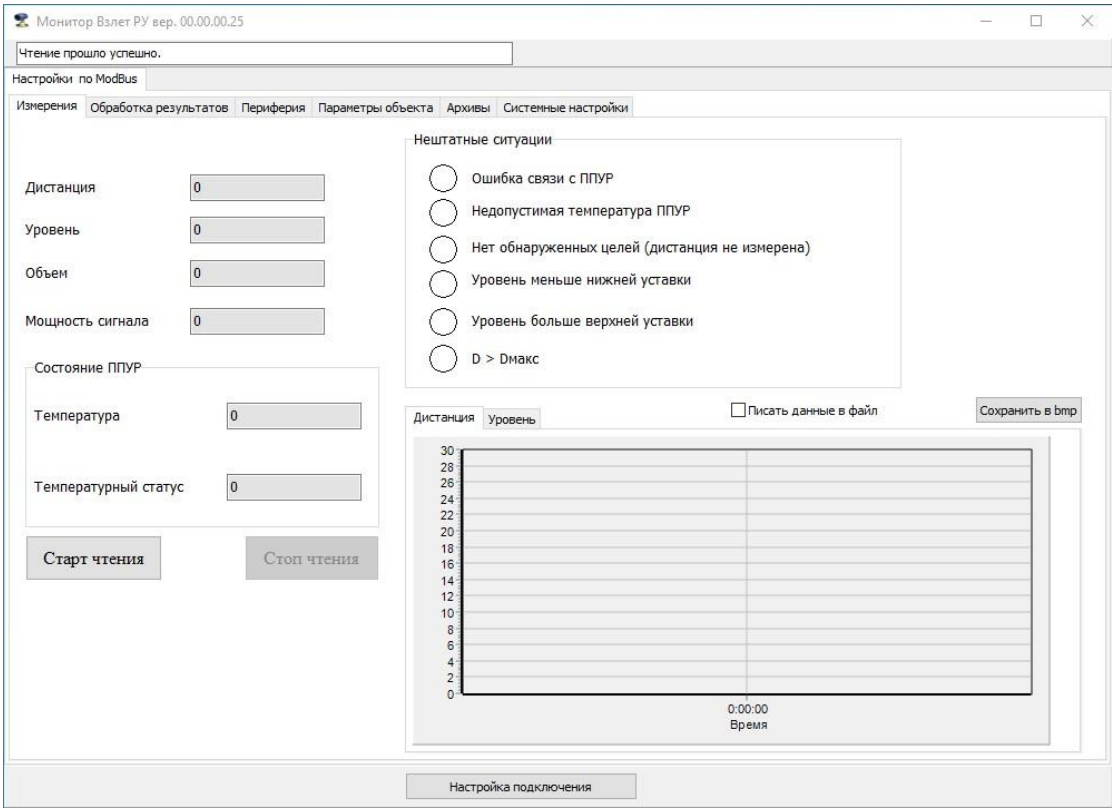 Монитор Взлет РУ вер. 00.00.00.25
Чтение прошло успешно.
Настройки по ModBus
Измерения Обработка результатов Периферия Параметры объекта Архивы Системные настройки
Дистанция 0
Уровень 0
Объем 0
Мощность сигнала 0
Состояние ППУР
Температура 0
Температурный статус 0
Старт чтения Стоп чтения
Нештатные ситуации
Ошибка связи с ППУР
Недопустимая температура ППУР
Нет обнаруженных целей (дистанция не измерена)
Уровень меньше нижней уставки
Уровень больше верхней уставки
D > Dмакс
Дистанция Уровень Писать данные в файл Сохранить в bmp
30
28
26
24
22
20
18
16
14
12
10
8
6
4
2
0
0:00:00
Время
Настройка подключения